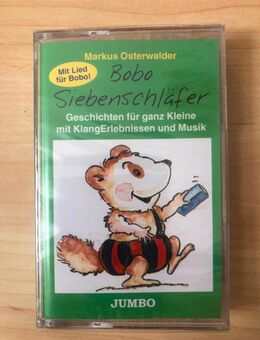 Markus Osterwalder
Mit Lied
für Bobo!
Bobo
Siebenschläfer
Geschichten für ganz Kleine
mit KlangErlebnissen und Musik
JUMBO